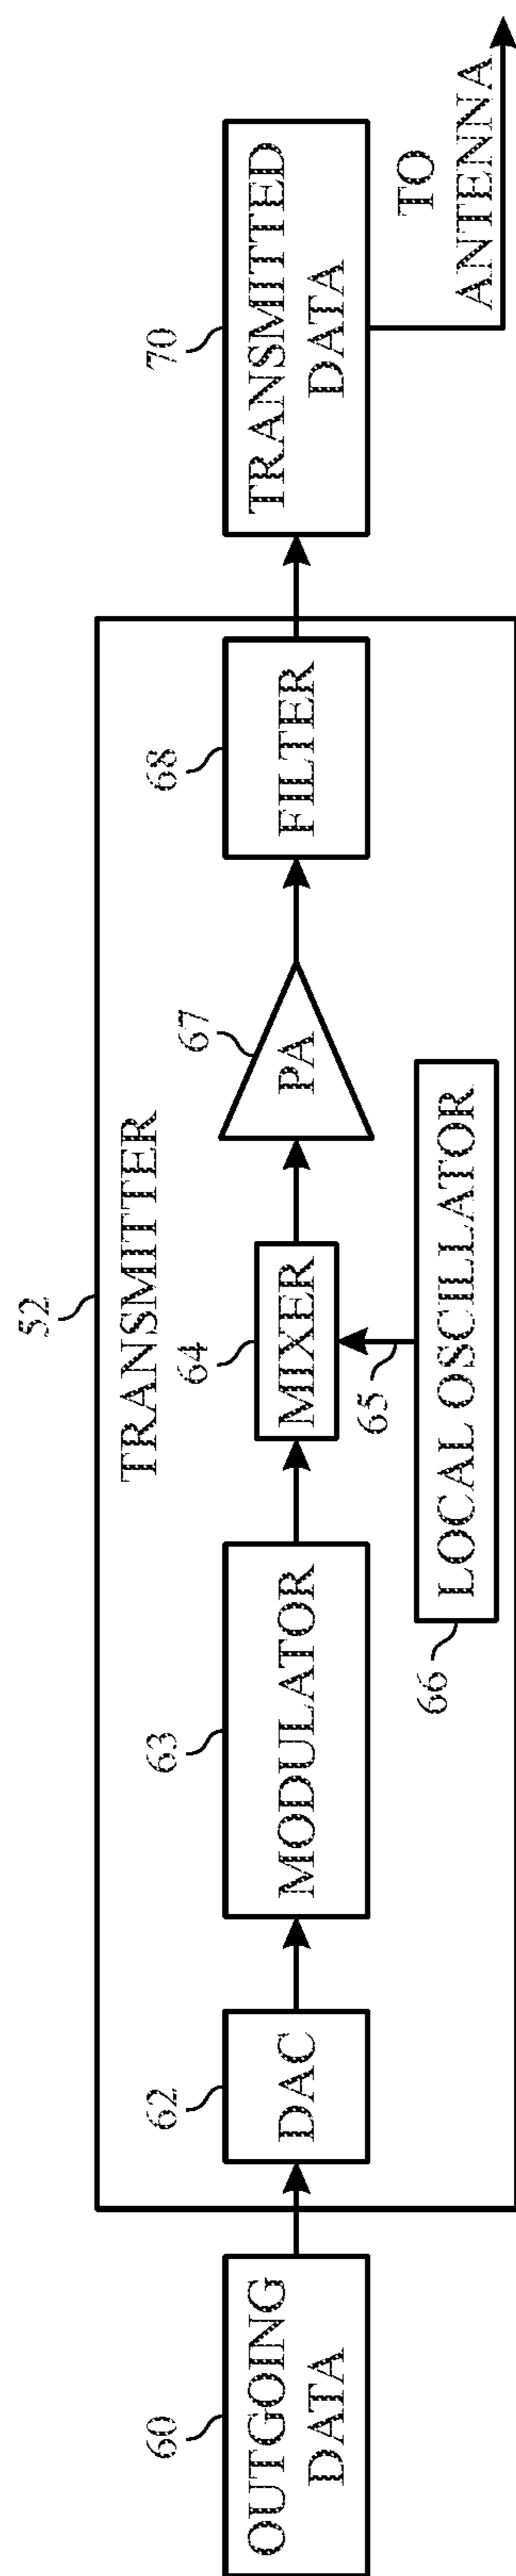 52
TRANSMITTER
60
OUTGOING
DATA
62
DAC
63
MODULATOR
64
MIXER
65
66
LOCAL OSCILLATOR
67
PA
68
FILTER
70
TRANSMITTED
DATA
TO
ANTENNA